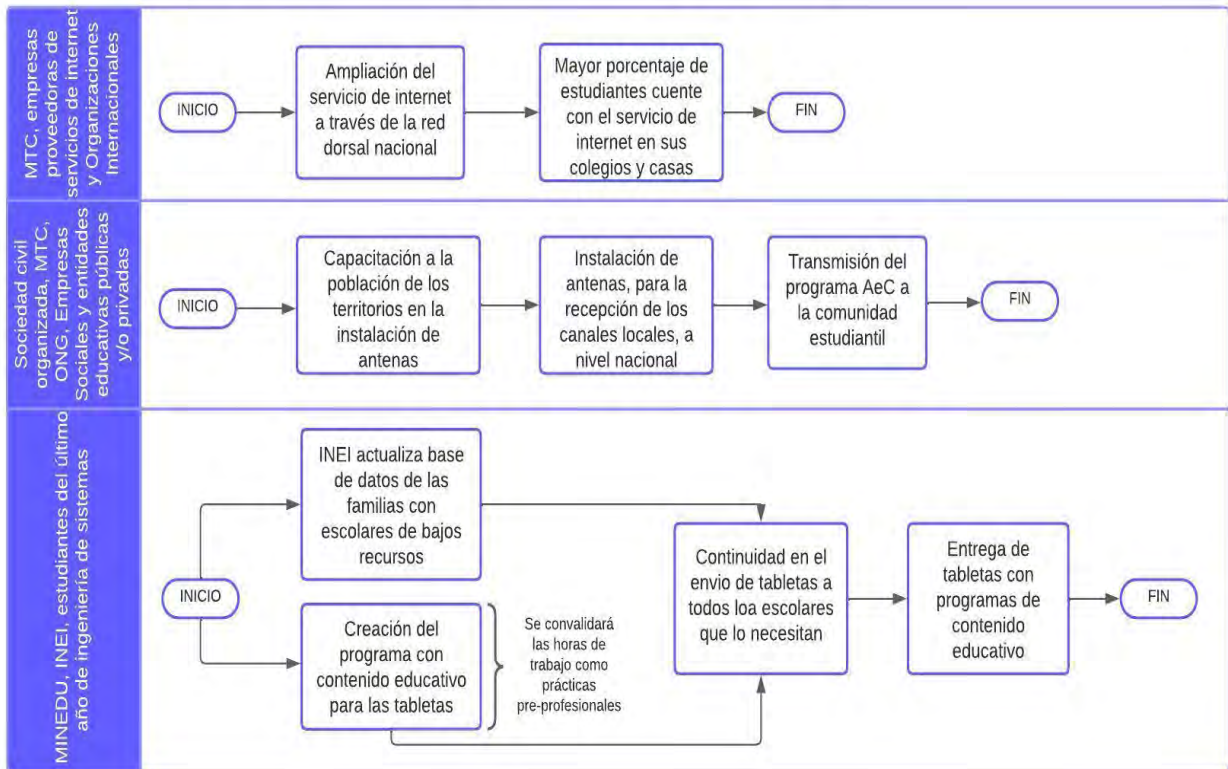 MTC, empresas
proveedoras de
servicios de internet
y Organizaciones
Internacionales
INICIO
Ampliación del
servicio de internet
a través de la red
dorsal nacional
Mayor porcentaje de
estudiantes cuente
con el servicio de
internet en sus
colegios y casas
FIN
Sociedad civil
organizada, MTC,
ONG, Empresas
Sociales y entidades
educativas públicas
y/o privadas
INICIO
Capacitación a la
población de los
territorios en la
instalación de
antenas
Instalación de
antenas, para la
recepción de los
canales locales, a
nivel nacional
Transmisión del
programa AeC a
la comunidad
estudiantil
FIN
MINEDU, INEI, estudiantes del último
año de ingeniería de sistemas
INICIO
INEI actualiza base
de datos de las
familias con
escolares de bajos
recursos
Creación del
programa con
contenido educativo
para las tabletas
Se convalidará
las horas de
trabajo como
prácticas
pre-profesionales
Continuidad en el
envio de tabletas a
todos loa escolares
que lo necesitan
Entrega de
tabletas con
programas de
contenido
educativo
FIN